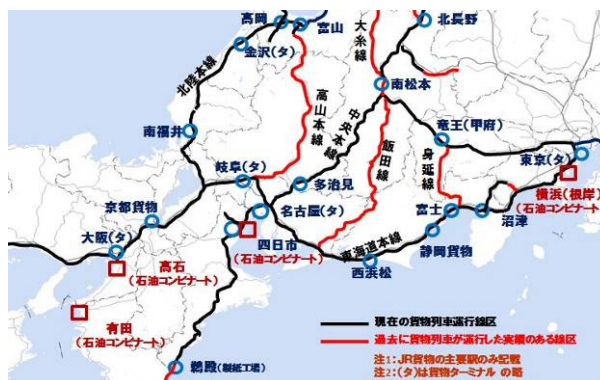 高岡
富山
金沢(タ)
大糸線
北長野
北陸本線
高山本線
中央本線
南松本
南福井
飯田線
竜王(甲府)
身延線
東京(タ)
岐阜(タ)
多治見
横浜(根岸)
(石油コンビナート)
京都貨物
名古屋(タ)
富士
沼津
大阪(タ)
四日市
(石油コンビナート)
東海道本線
静岡貨物
高石
(石油コンビナート)
西浜松
有田
(石油コンビナート)
現在の貨物列車運行線区
過去に貨物列車が運行した実績のある線区
注1:JR貨物の主要駅のみ記載
注2:(タ)は貨物ターミナル の略
鵜殿(製紙工場)